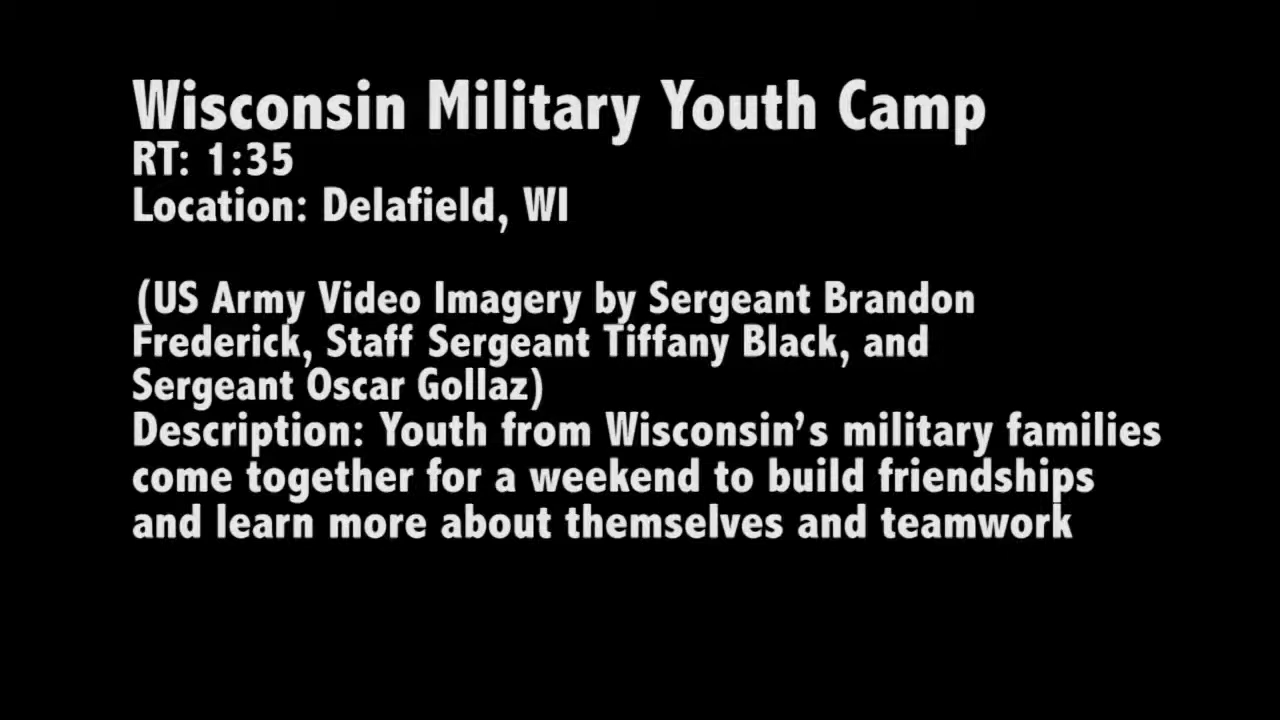 Wisconsin Military Youth Camp
RT: 1:35
Location: Delafield, WI
(US Army Video Imagery by Sergeant Brandon
Frederick, Staff Sergeant Tiffany Black, and
Sergeant Oscar Gollaz)
Description: Youth from Wisconsin’s military families
come together for a weekend to build friendships
and learn more about themselves and teamwork